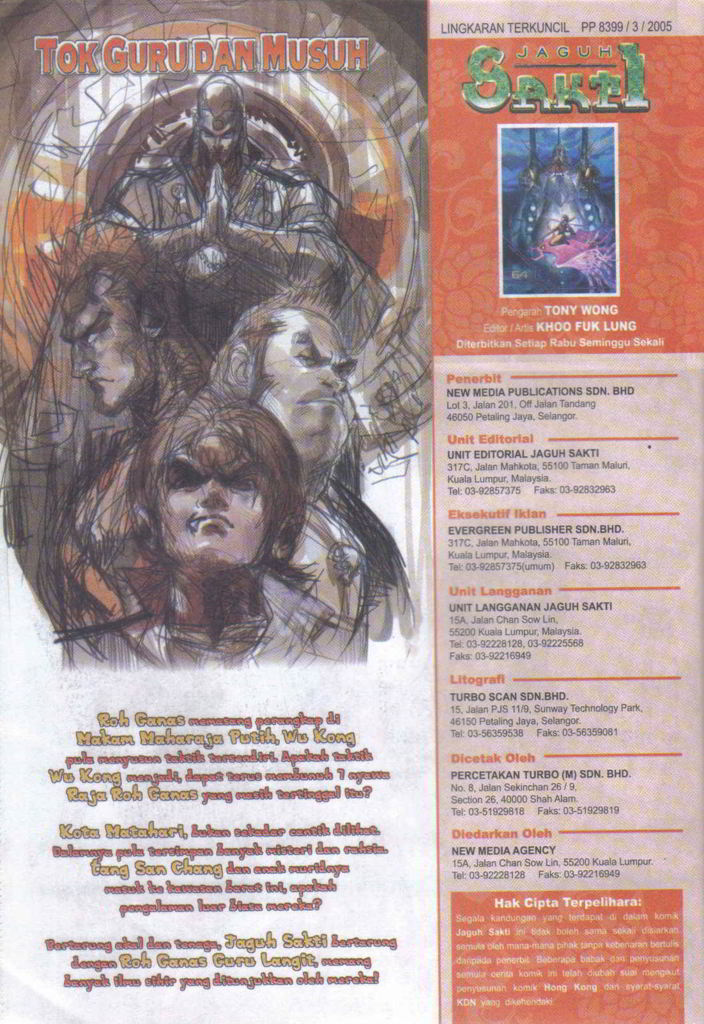 TOK GURU DAN MUSUH
Roh Ganas memasang perangkap di
Makam Maharaja Putih, Wu Kong
pula menyusun taktik tersendiri. Apakah taktik
Wu Kong menjadi, dapat terus membunuh 7 nyawa
Raja Roh Ganas yang masih tertinggal itu?
Kota Matahari, bukan sekadar cantik dilihat.
Dalamnya pula tersimpan banyak misteri dan rahsia.
Tang San Chang dan anak muridnya
masuk ke kawasan barat ini, apakah
pengalaman luar biasa mereka?
Bertarung akal dan tenaga, Jaguh Sakti bertarung
dengan Roh Ganas Guru Langit, memang
banyak ilmu sihir yang ditunjukkan oleh mereka!
LINGKARAN TERKUNCIL PP 8399 / 3 / 2005
JAGUH
SAKTI
64
Pengarah TONY WONG
Editor / Artis KHOO FUK LUNG
Diterbitkan Setiap Rabu Seminggu Sekali
Penerbit
NEW MEDIA PUBLICATIONS SDN. BHD
Lot 3, Jalan 201, Off Jalan Tandang
46050 Petaling Jaya, Selangor.
Unit Editorial
UNIT EDITORIAL JAGUH SAKTI
317C, Jalan Mahkota, 55100 Taman Maluri,
Kuala Lumpur, Malaysia.
Tel: 03-92857375 Faks: 03-92832963
Eksekutif Iklan
EVERGREEN PUBLISHER SDN.BHD.
317C, Jalan Mahkota, 55100 Taman Maluri,
Kuala Lumpur, Malaysia.
Tel: 03-92857375(umum) Faks: 03-92832963
Unit Langganan
UNIT LANGGANAN JAGUH SAKTI
15A, Jalan Chan Sow Lin,
55200 Kuala Lumpur, Malaysia.
Tel: 03-92228128, 03-92225568
Faks: 03-92216949
Litografi
TURBO SCAN SDN.BHD.
15, Jalan PJS 11/9, Sunway Technology Park,
46150 Petaling Jaya, Selangor.
Tel: 03-56359538 Faks: 03-56359081
Dicetak Oleh
PERCETAKAN TURBO (M) SDN. BHD.
No. 8, Jalan Sekinchan 26 / 9,
Section 26, 40000 Shah Alam.
Tel: 03-51929818 Faks: 03-51929819
Diedarkan Oleh
NEW MEDIA AGENCY
15A, Jalan Chan Sow Lin, 55200 Kuala Lumpur.
Tel: 03-92228128 Faks: 03-92216949
Hak Cipta Terpelihara:
Segala kandungan yang terdapat di dalam komik
Jaguh Sakti ini tidak boleh sama sekali disiarkan
semula oleh mana-mana pihak tanpa kebenaran bertulis
daripada penerbit. Beberapa babak dan penyusunan
semula cerita komik ini telah diubah suai mengikut
penyusunan komik Hong Kong dan syarat-syarat
KDN yang dikehendaki.